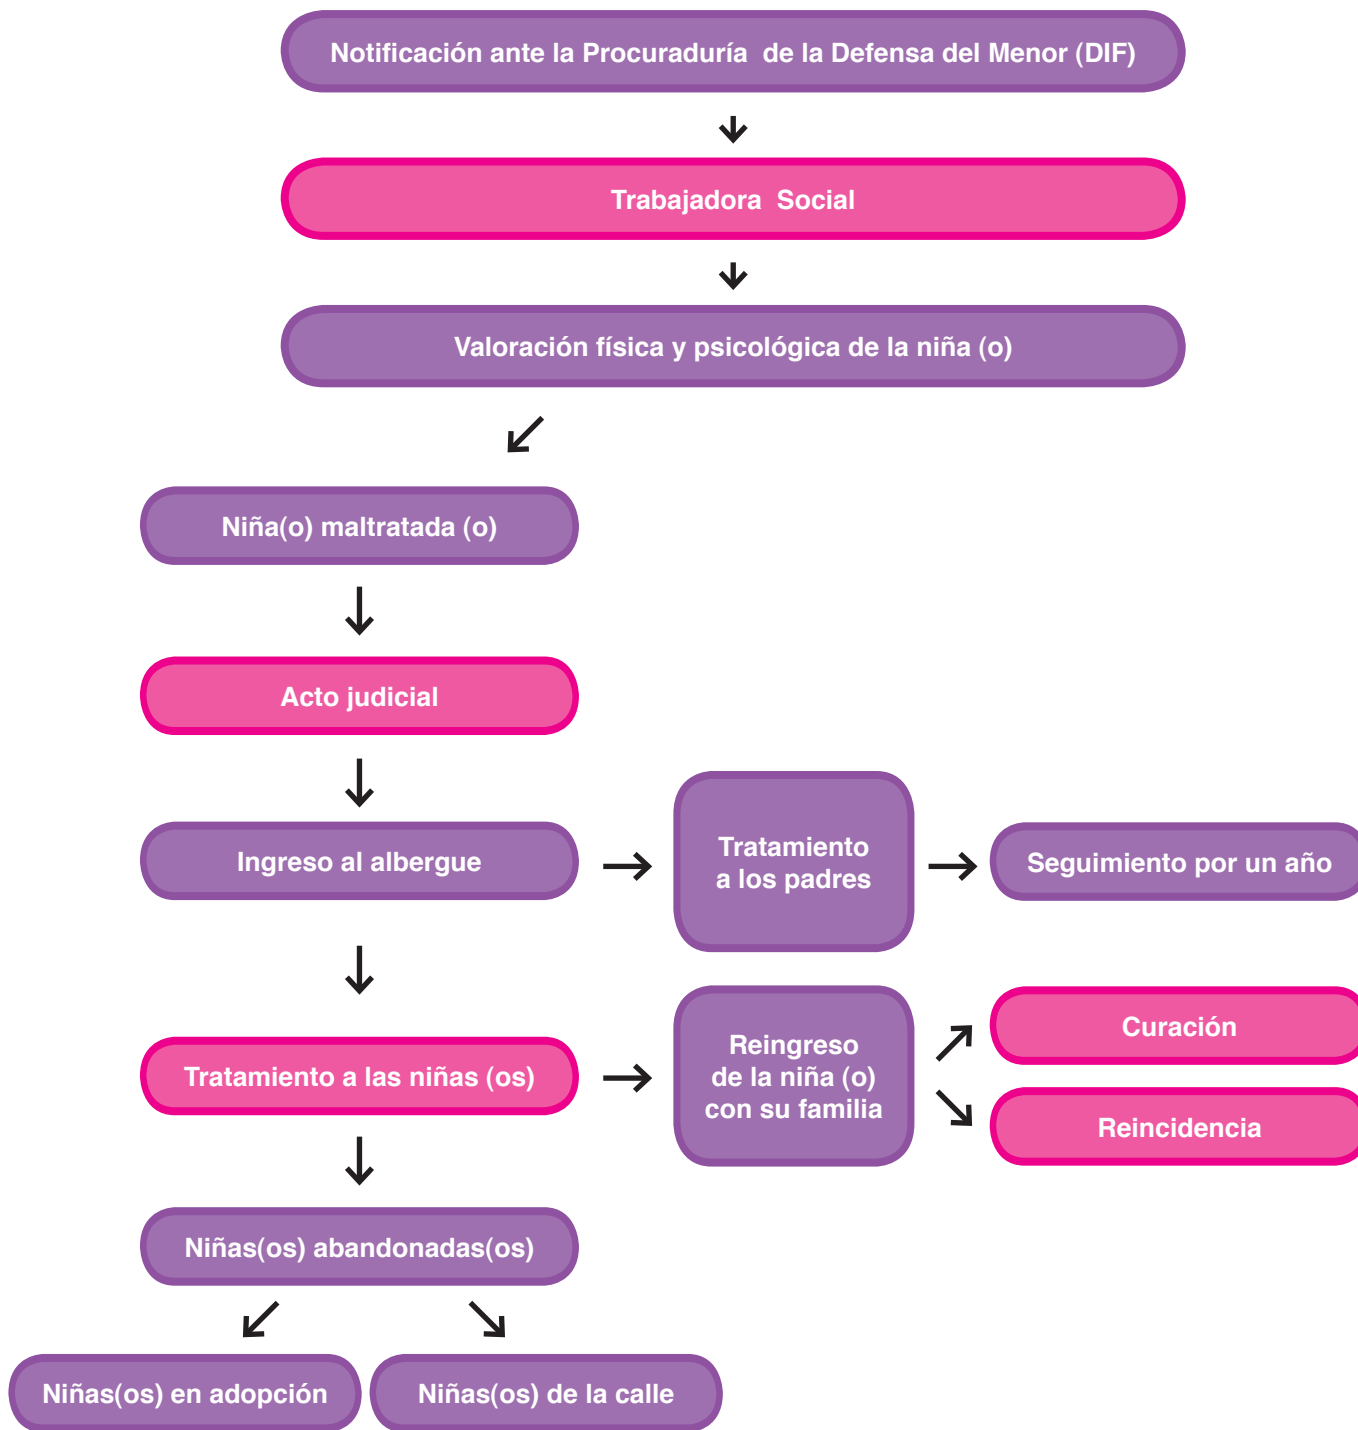 Notificación ante la Procuraduría de la Defensa del Menor (DIF)
Trabajadora Social
Valoración física y psicológica de la niña (o)
Niña(o) maltratada (o)
Acto judicial
Ingreso al albergue
Tratamiento
a los padres
Seguimiento por un año
Tratamiento a las niñas (os)
Reingreso
de la niña (o)
con su familia
Curación
Reincidencia
Niñas(os) abandonadas(os)
Niñas(os) en adopción
Niñas(os) de la calle